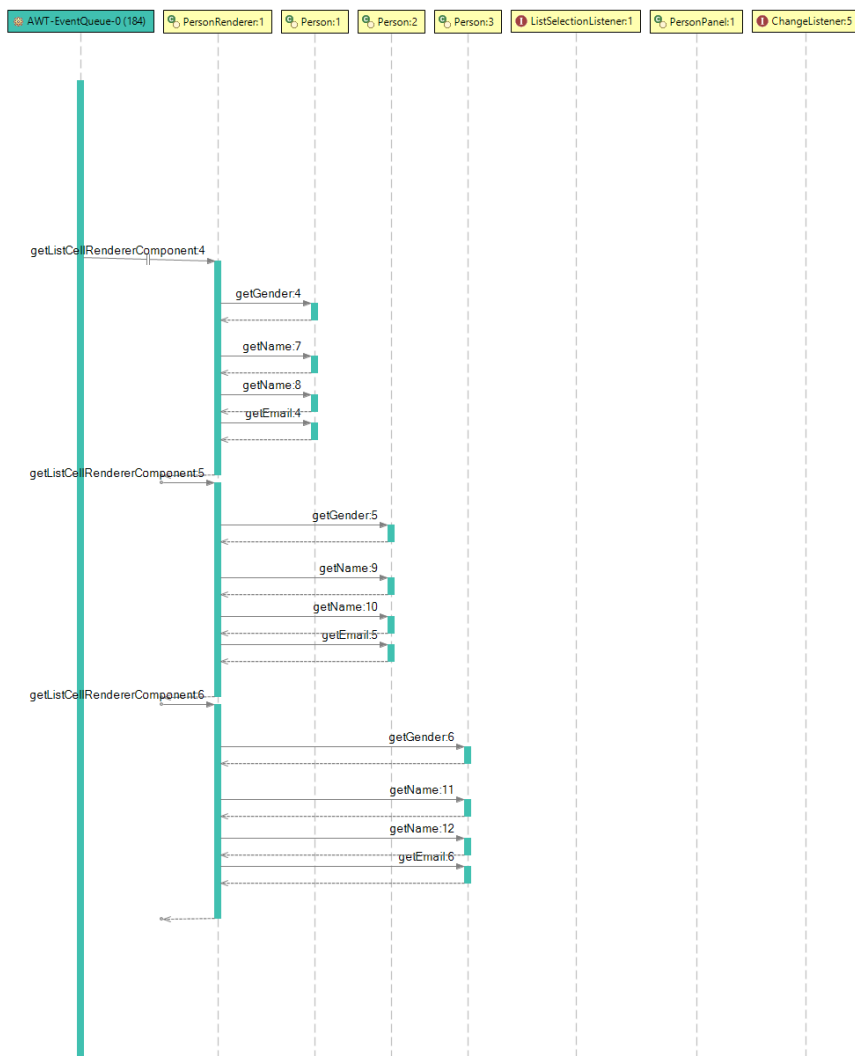 AWT-EventQueue-0 (184)
PersonRenderer:1
Person:1
Person:2
Person:3
ListSelectionListener:1
PersonPanel:1
ChangeListener:5
getListCellRendererComponent:4
getGender:4
getName:7
getName:8
getEmail:4
getListCellRendererComponent:5
getGender:5
getName:9
getName:10
getEmail:5
getListCellRendererComponent:6
getGender:6
getName:11
getName:12
getEmail:6